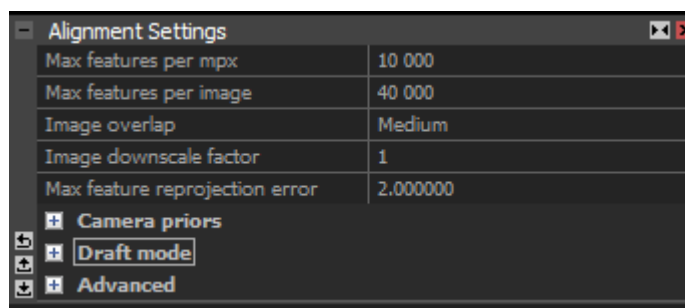 Alignment Settings
Max features per mpx 10 000
Max features per image 40 000
Image overlap Medium
Image downscale factor 1
Max feature reprojection error 2.000000
Camera priors
Draft mode
Advanced